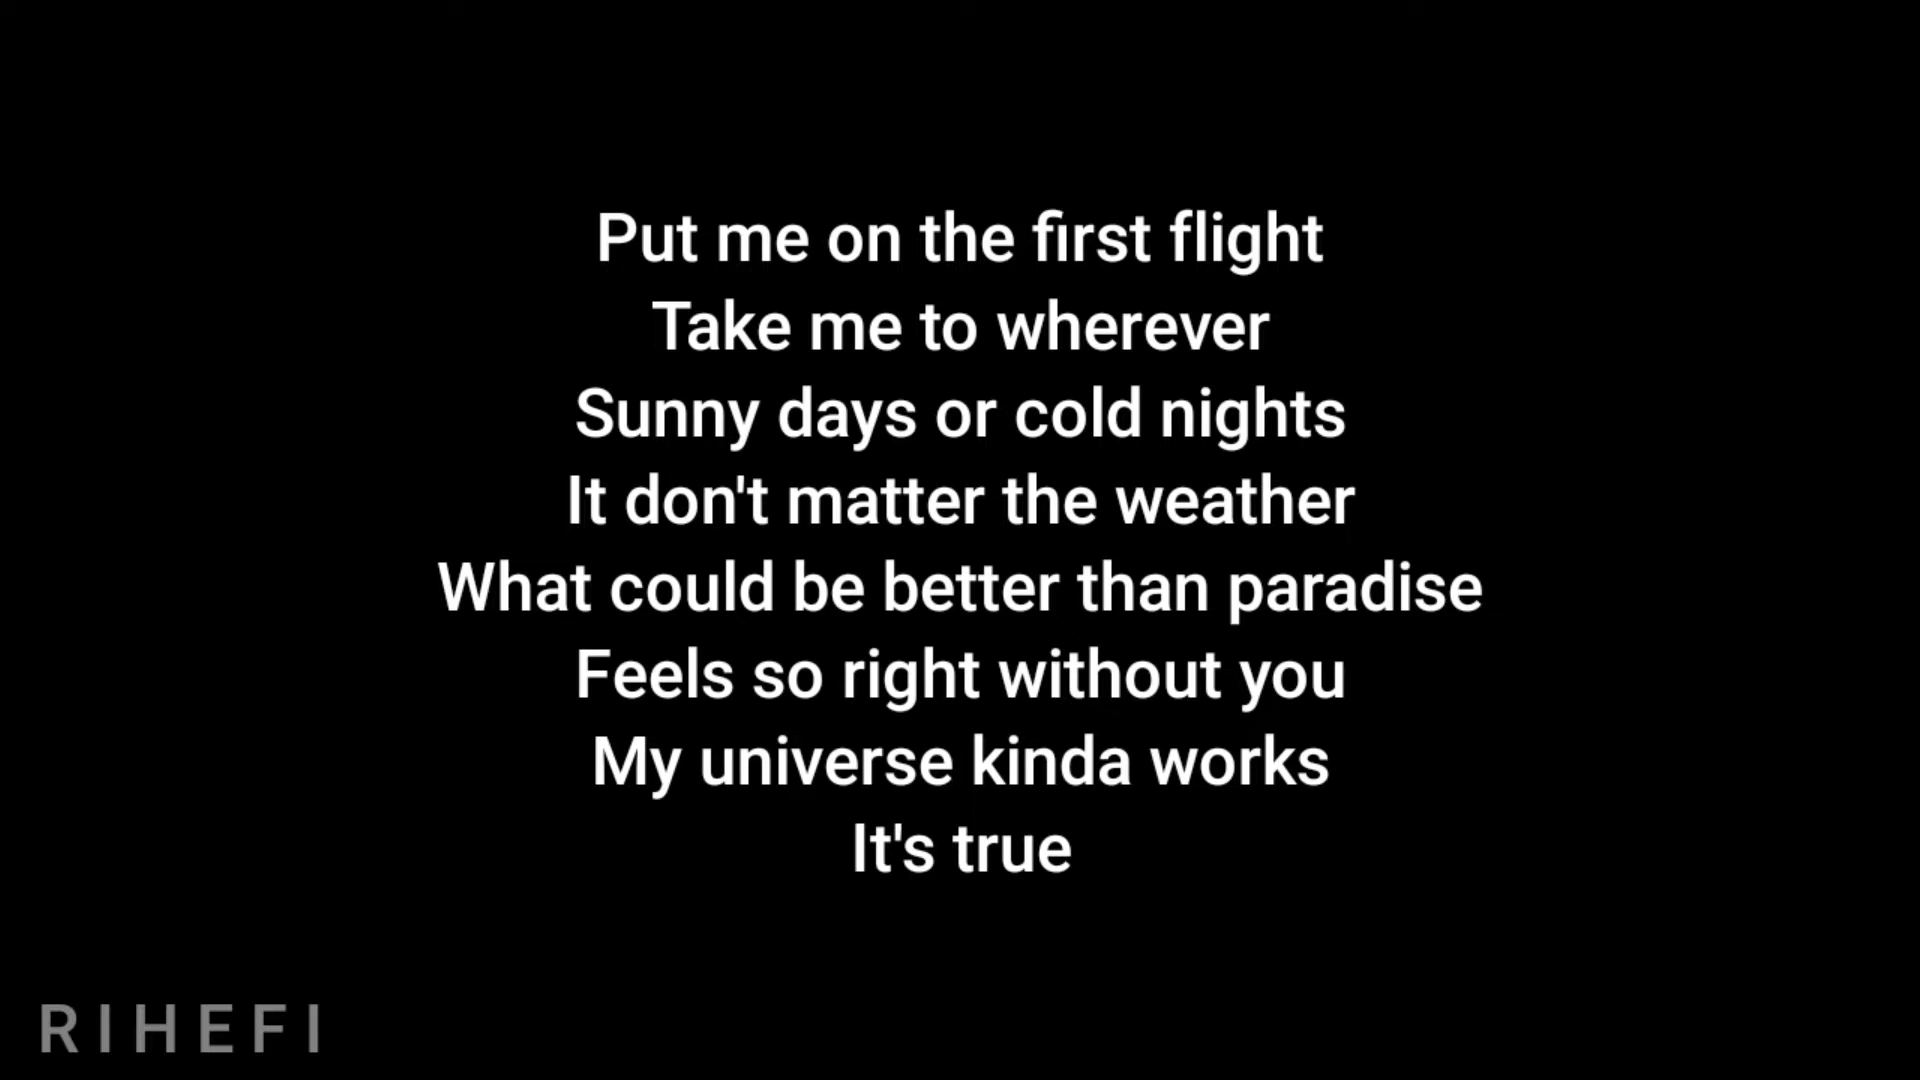 Put me on the first flight
Take me to wherever
Sunny days or cold nights
It don't matter the weather
What could be better than paradise
Feels so right without you
My universe kinda works
It's true
RIHEFI